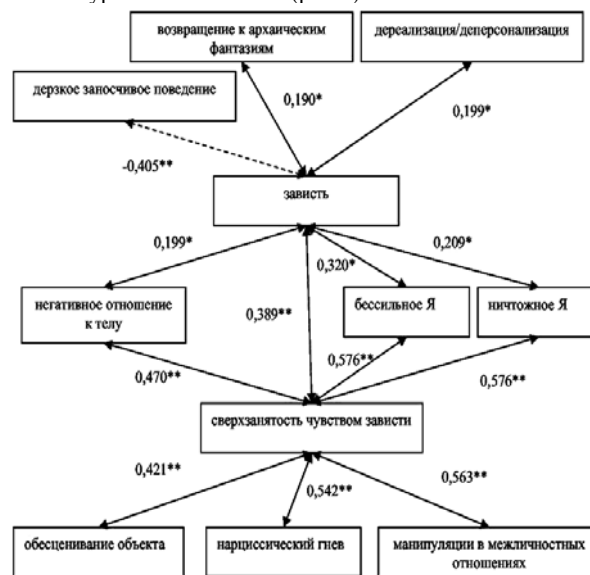 возвращение к архаическим
фантазиям
дереализация/деперсонализация
дерзкое заносчивое поведение
0,190*
0,199*
-0,405**
зависть
0,199*
0,209*
0,320*
негативное отношение
к телу
0,389**
бессильное Я
ничтожное Я
0,576**
0,470**
0,576**
сверхзанятость чувством зависти
0,421**
0,542**
0,563**
обесценивание объекта
нарциссический гнев
манипуляции в межличностных
отношениях